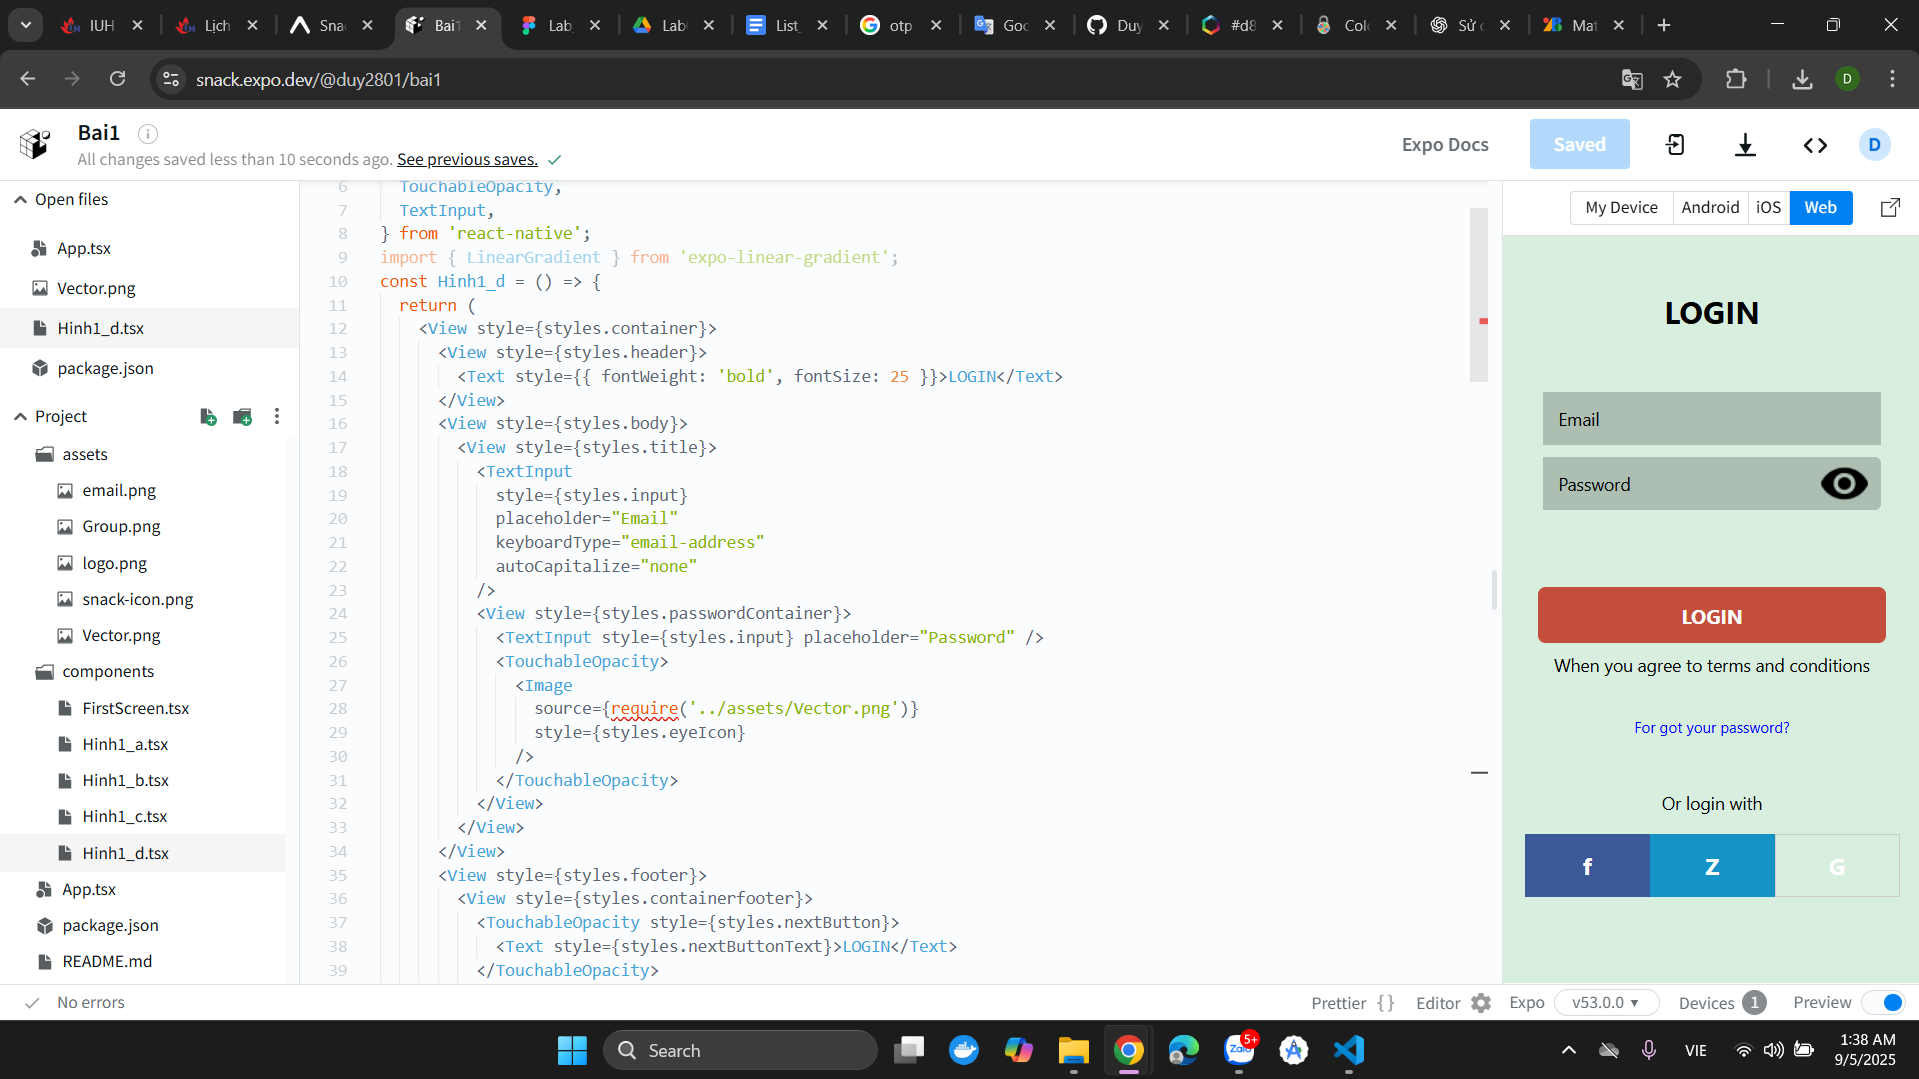 IUH
Lịch
Sna
Bai1
Lab_
Lab
List_
otp
Goo
Duy
#d8
Colo
Sử d
Mat
snack.expo.dev/@duy2801/bai1
D
Bai1
All changes saved less than 10 seconds ago. See previous saves.
Expo Docs
Saved
D
Open files
App.tsx
Vector.png
Hinh1_d.tsx
package.json
Project
assets
email.png
Group.png
logo.png
snack-icon.png
Vector.png
components
FirstScreen.tsx
Hinh1_a.tsx
Hinh1_b.tsx
Hinh1_c.tsx
Hinh1_d.tsx
App.tsx
package.json
README.md
6 TouchableOpacity,
7 TextInput,
8 } from 'react-native';
9 import { LinearGradient } from 'expo-linear-gradient';
10 const Hinh1_d = () => {
11 return (
12 <View style={styles.container}>
13 <View style={styles.header}>
14 <Text style={{ fontWeight: 'bold', fontSize: 25 }}>LOGIN</Text>
15 </View>
16 <View style={styles.body}>
17 <View style={styles.title}>
18 <TextInput
19 style={styles.input}
20 placeholder="Email"
21 keyboardType="email-address"
22 autoCapitalize="none"
23 />
24 <View style={styles.passwordContainer}>
25 <TextInput style={styles.input} placeholder="Password" />
26 <TouchableOpacity>
27 <Image
28 source={require('../assets/Vector.png')}
29 style={styles.eyeIcon}
30 />
31 </TouchableOpacity>
32 </View>
33 </View>
34 </View>
35 <View style={styles.footer}>
36 <View style={styles.containerfooter}>
37 <TouchableOpacity style={styles.nextButton}>
38 <Text style={styles.nextButtonText}>LOGIN</Text>
39 </TouchableOpacity>
My Device
Android
iOS
Web
LOGIN
Email
Password
LOGIN
When you agree to terms and conditions
For got your password?
Or login with
f
Z
G
No errors
Prettier { }
Editor
Expo
v53.0.0
Devices 1
Preview
Search
Zalo
5+
VIE
1:38 AM
9/5/2025